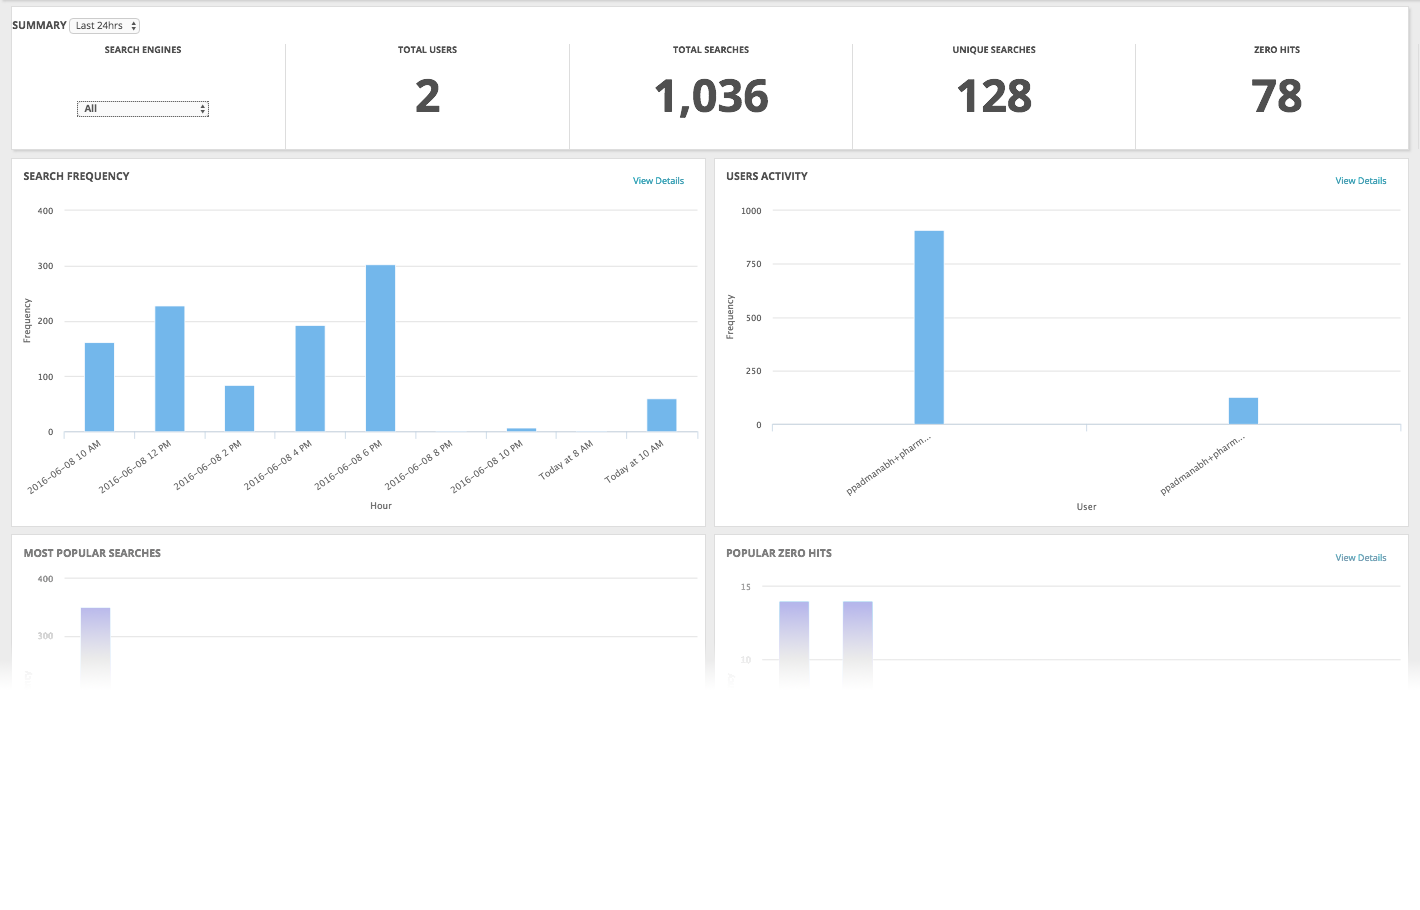 SUMMARY Last 24hrs
SEARCH ENGINES
All
TOTAL USERS
2
TOTAL SEARCHES
1,036
UNIQUE SEARCHES
128
ZERO HITS
78
SEARCH FREQUENCY
View Details
400
300
200
100
0
Frequency
2016-06-08 10 AM
2016-06-08 12 PM
2016-06-08 2 PM
2016-06-08 4 PM
2016-06-08 6 PM
2016-06-08 8 PM
2016-06-08 10 PM
Today at 8 AM
Today at 10 AM
Hour
USERS ACTIVITY
View Details
1000
750
500
250
0
Frequency
ppadmanabh+pharm...
ppadmanabh+pharm...
User
MOST POPULAR SEARCHES
400
300
POPULAR ZERO HITS
View Details
15
10